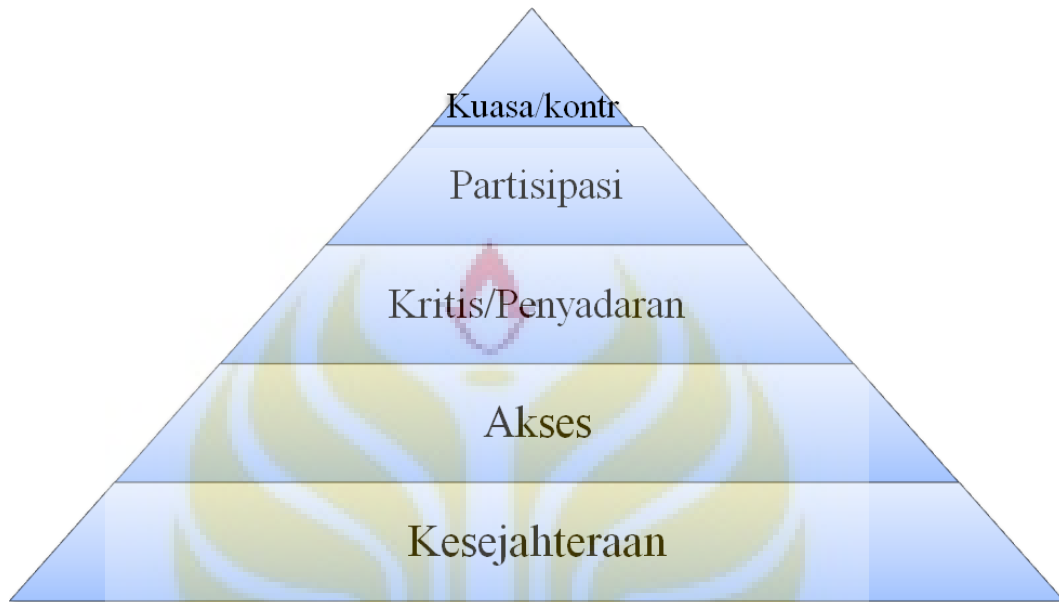 Kuasa/kontr
Partisipasi
Kritis/Penyadaran
Akses
Kesejahteraan